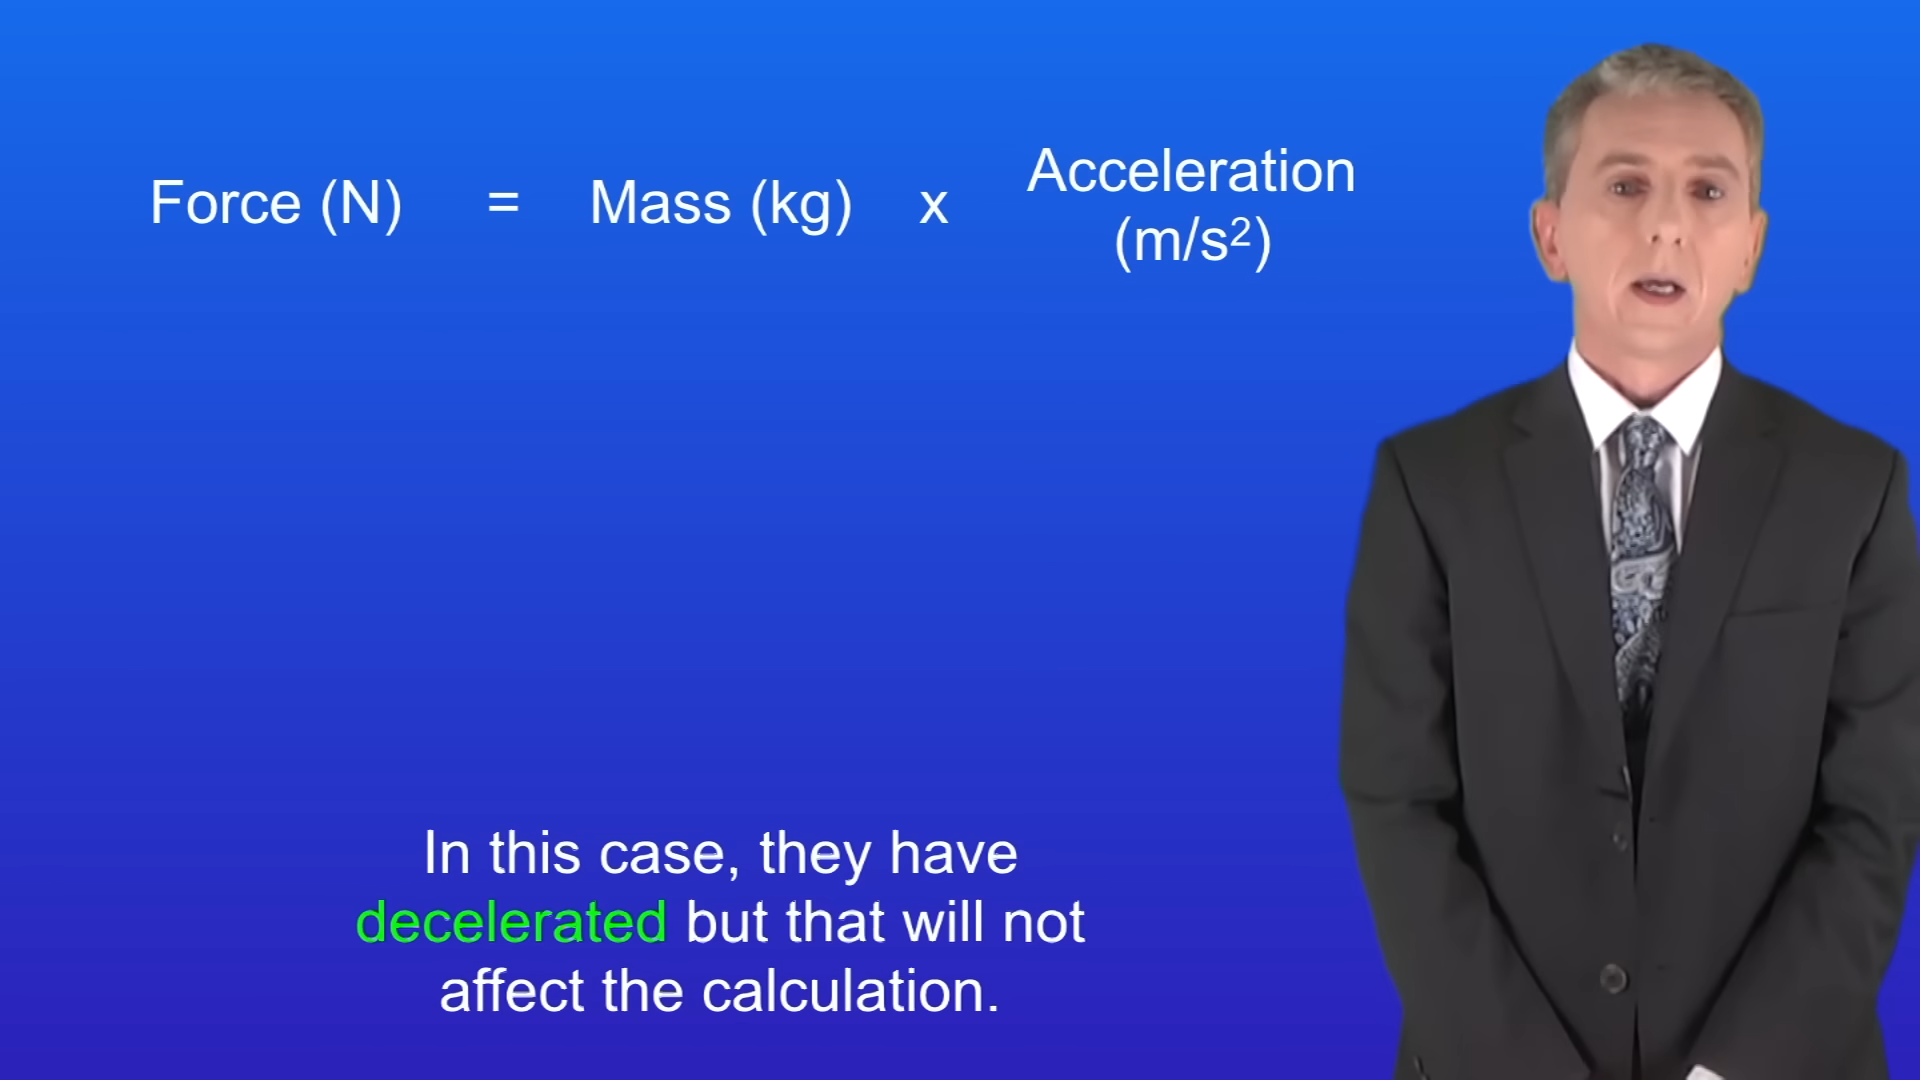 Force (N) = Mass (kg) x Acceleration
(m/s²)
In this case, they have
decelerated but that will not
affect the calculation.